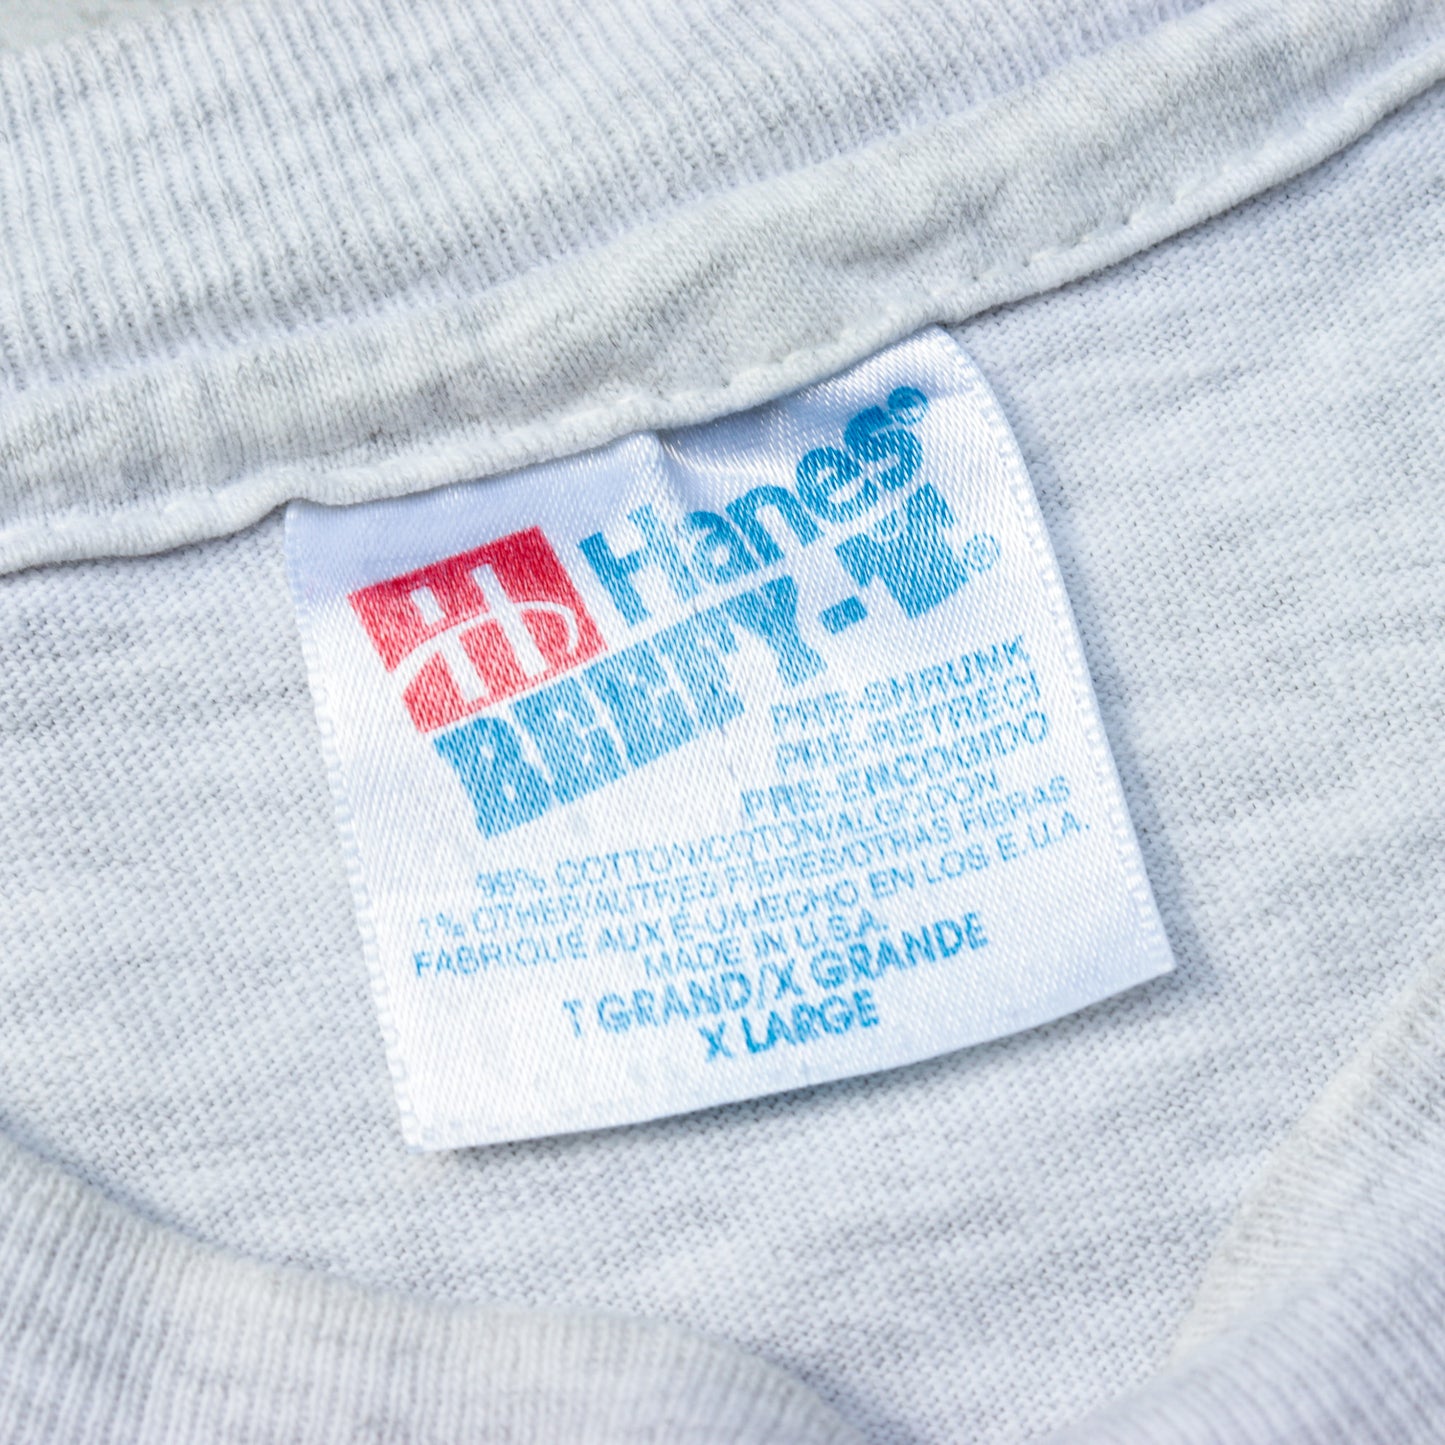 Hanes®
BEEFY-T®
PRE-SHRUNK
PRE-RETRECI
PRE-ENCOGIDO
99% COTTON/COTON/ALGODON
1% OTHER/AUTRES FIBRES/OTRAS FIBRAS
FABRIQUÉ AUX É-U/HECHO EN LOS E.U.A.
MADE IN U.S.A.
T GRAND/X GRANDE
X LARGE